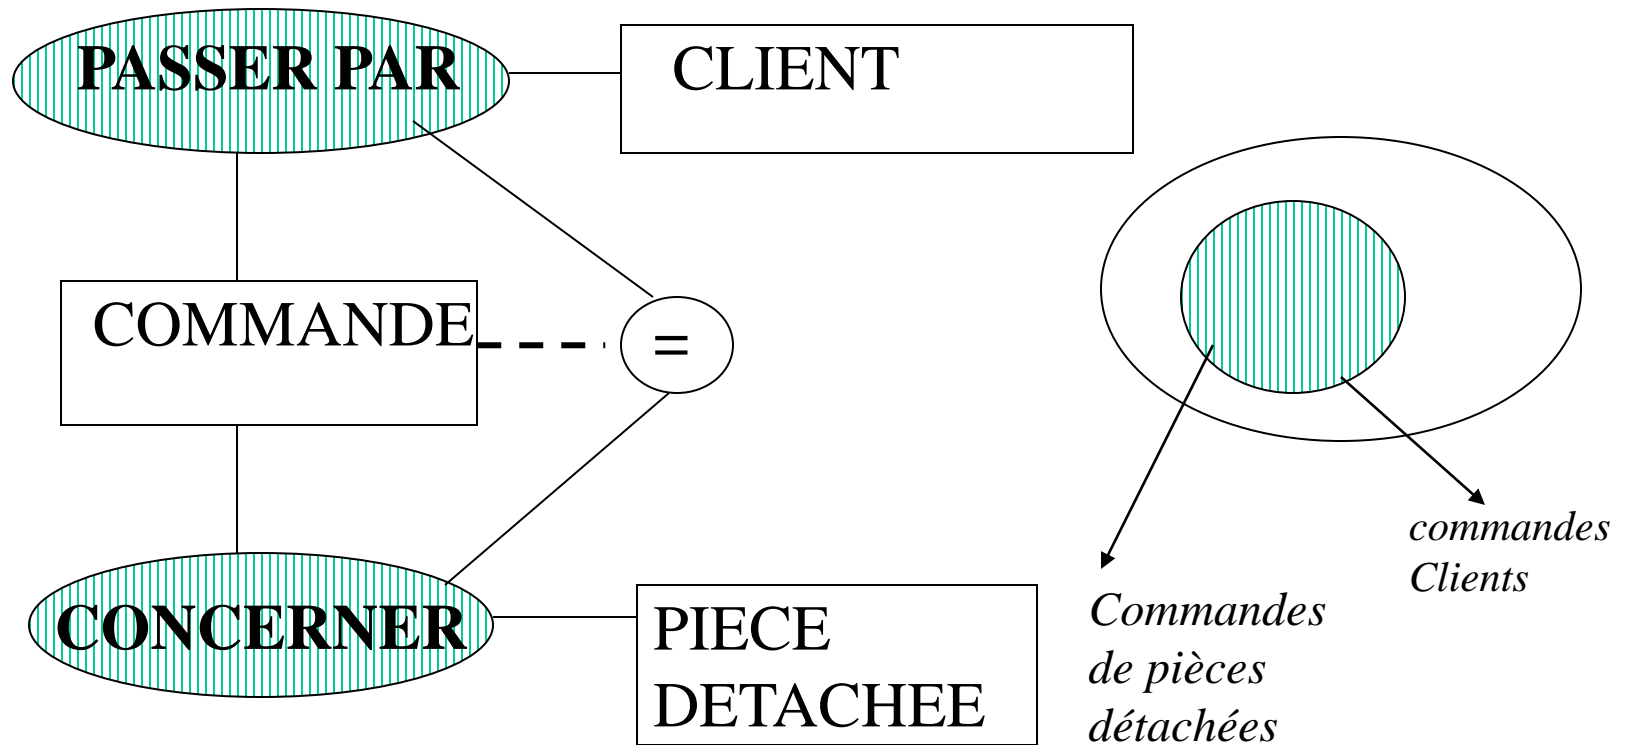 PASSER PAR
CLIENT
COMMANDE
=
CONCERNER
PIECE
DETACHEE
commandes
Clients
Commandes
de pièces
détachées